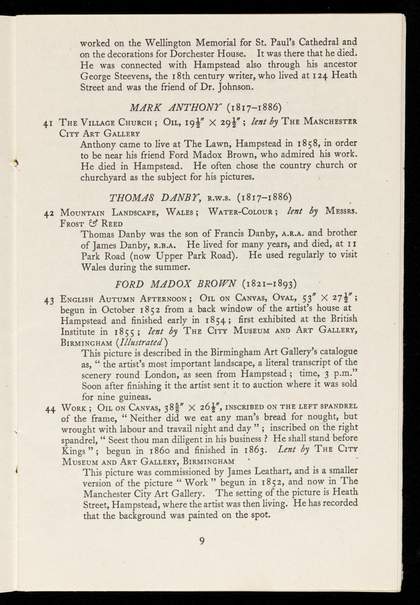 worked on the Wellington Memorial for St. Paul's Cathedral and
on the decorations for Dorchester House. It was there that he died.
He was connected with Hampstead also through his ancestor
George Steevens, the 18th century writer, who lived at 124 Heath
Street and was the friend of Dr. Johnson.
MARK ANTHONY (1817–1886)
41 THE VILLAGE CHURCH ; OIL, 19½″ × 29½″ ; lent by THE MANCHESTER
CITY ART GALLERY
Anthony came to live at The Lawn, Hampstead in 1858, in order
to be near his friend Ford Madox Brown, who admired his work.
He died in Hampstead. He often chose the country church or
churchyard as the subject for his pictures.
THOMAS DANBY, R.W.S. (1817–1886)
42 MOUNTAIN LANDSCAPE, WALES ; WATER-COLOUR ; lent by MESSRS.
FROST & REED
Thomas Danby was the son of Francis Danby, A.R.A. and brother
of James Danby, R.B.A. He lived for many years, and died, at 11
Park Road (now Upper Park Road). He used regularly to visit
Wales during the summer.
FORD MADOX BROWN (1821–1893)
43 ENGLISH AUTUMN AFTERNOON ; OIL ON CANVAS, OVAL, 53″ × 27½″ ;
begun in October 1852 from a back window of the artist's house at
Hampstead and finished early in 1854 ; first exhibited at the British
Institute in 1855 ; lent by THE CITY MUSEUM AND ART GALLERY,
BIRMINGHAM (Illustrated)
This picture is described in the Birmingham Art Gallery's catalogue
as, “ the artist's most important landscape, a literal transcript of the
scenery round London, as seen from Hampstead ; time, 3 p.m.”
Soon after finishing it the artist sent it to auction where it was sold
for nine guineas.
44 WORK ; OIL ON CANVAS, 38⅝″ × 26½″, INSCRIBED ON THE LEFT SPANDREL
of the frame, “ Neither did we eat any man's bread for nought, but
wrought with labour and travail night and day ” ; inscribed on the right
spandrel, “ Seest thou man diligent in his business ? He shall stand before
Kings ” ; begun in 1860 and finished in 1863. Lent by THE CITY
MUSEUM AND ART GALLERY, BIRMINGHAM
This picture was commissioned by James Leathart, and is a smaller
version of the picture “ Work ” begun in 1852, and now in The
Manchester City Art Gallery. The setting of the picture is Heath
Street, Hampstead, where the artist was then living. He has recorded
that the background was painted on the spot.
9